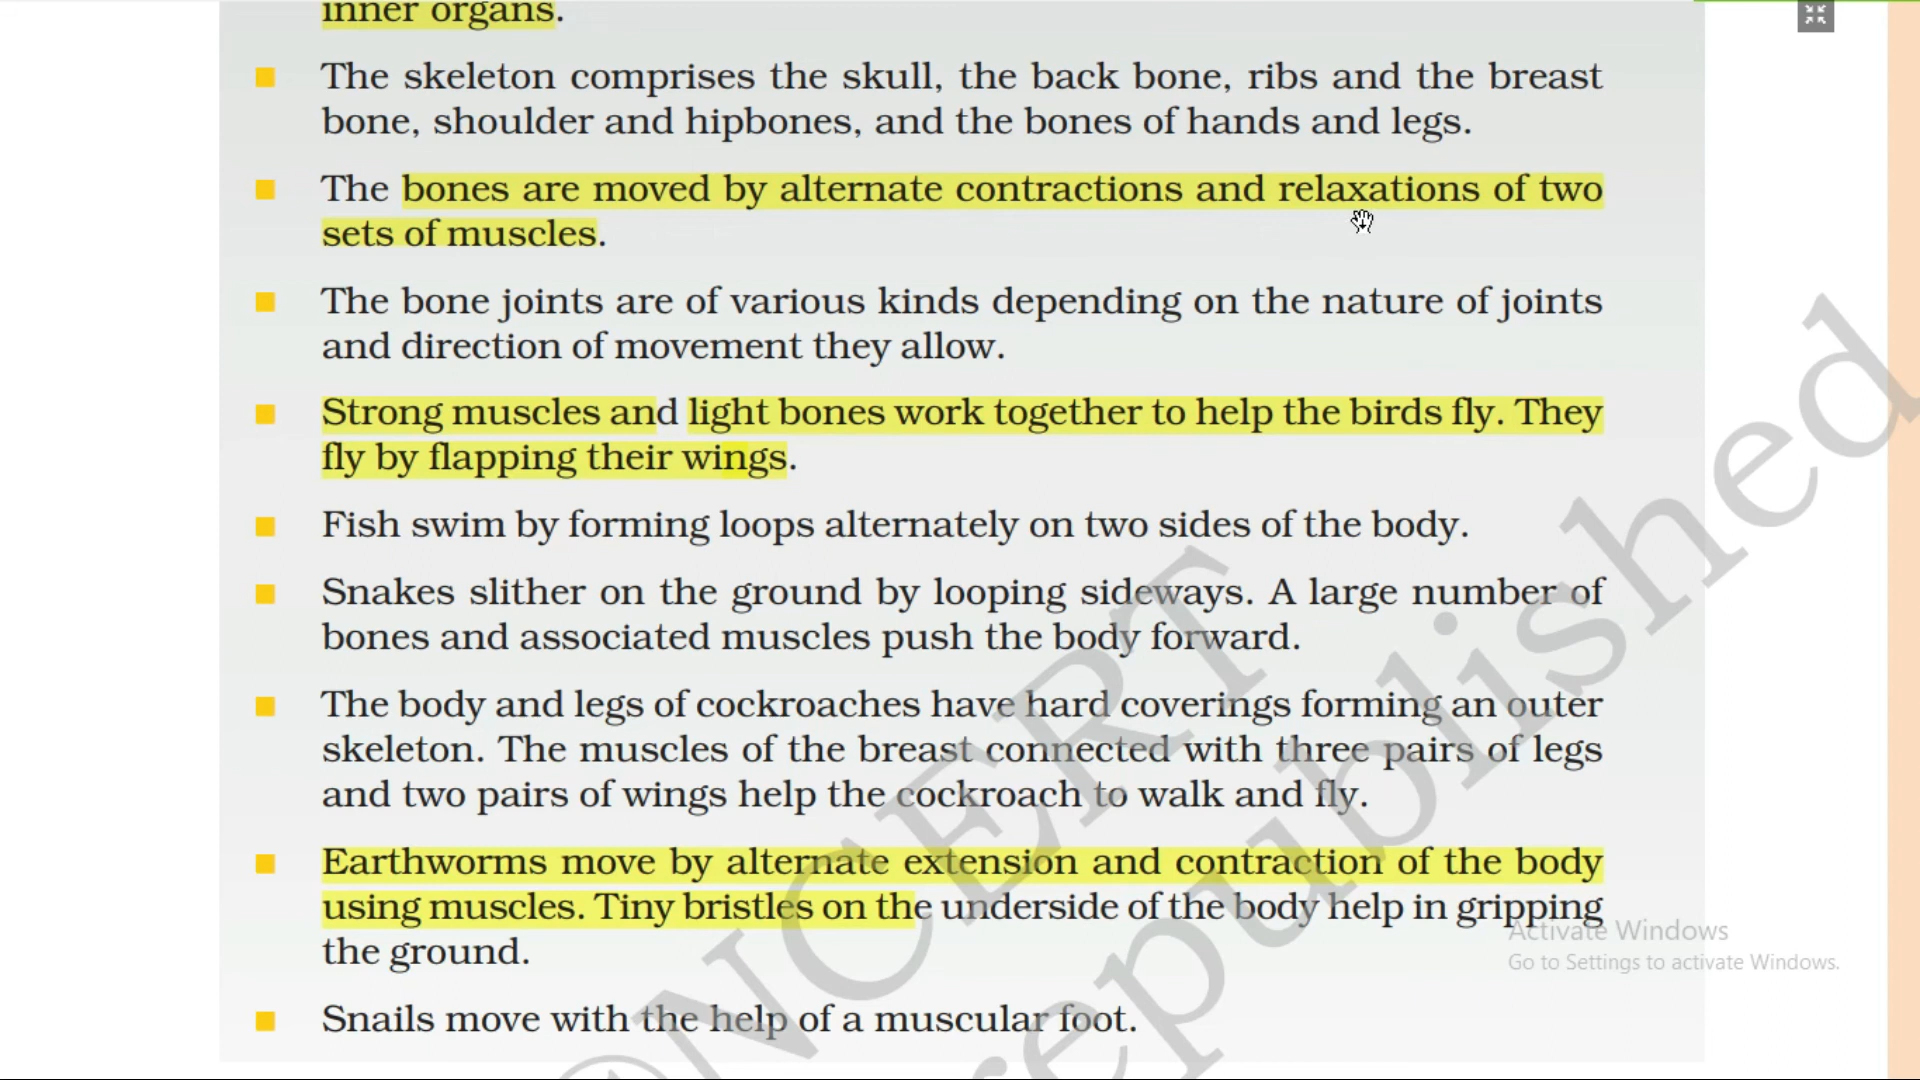 inner organs.
The skeleton comprises the skull, the back bone, ribs and the breast
bone, shoulder and hipbones, and the bones of hands and legs.
The bones are moved by alternate contractions and relaxations of two
sets of muscles.
The bone joints are of various kinds depending on the nature of joints
and direction of movement they allow.
Strong muscles and light bones work together to help the birds fly. They
fly by flapping their wings.
Fish swim by forming loops alternately on two sides of the body.
Snakes slither on the ground by looping sideways. A large number of
bones and associated muscles push the body forward.
The body and legs of cockroaches have hard coverings forming an outer
skeleton. The muscles of the breast connected with three pairs of legs
and two pairs of wings help the cockroach to walk and fly.
Earthworms move by alternate extension and contraction of the body
using muscles. Tiny bristles on the underside of the body help in gripping
the ground.
Snails move with the help of a muscular foot.
©NCERT
republished
Activate Windows
Go to Settings to activate Windows.